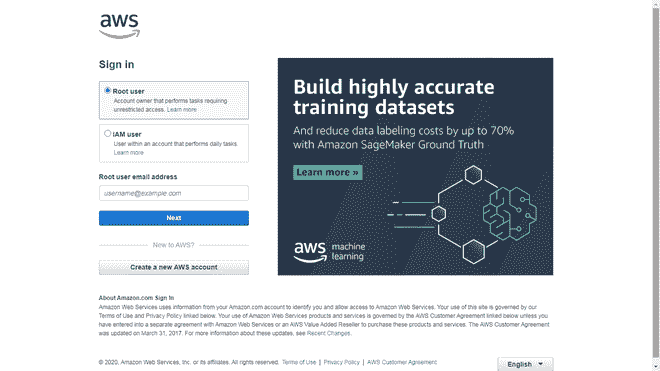 aws
Sign in
Root user
Account owner that performs tasks requiring
unrestricted access. Learn more
IAM user
User within an account that performs daily tasks.
Learn more
Root user email address
username@example.com
Next
New to AWS?
Create a new AWS account
Build highly accurate
training datasets
And reduce data labeling costs by up to 70%
with Amazon SageMaker Ground Truth
Learn more »
aws machine
learning
About Amazon.com Sign In
Amazon Web Services uses information from your Amazon.com account to identify you and allow access to Amazon Web Services. Your use of this site is governed by our
Terms of Use and Privacy Policy linked below. Your use of Amazon Web Services products and services is governed by the AWS Customer Agreement linked below unless you
have entered into a separate agreement with Amazon Web Services or an AWS Value Added Reseller to purchase these products and services. The AWS Customer Agreement
was updated on March 31, 2017. For more information about these updates, see Recent Changes.
© 2020, Amazon Web Services, Inc. or its affiliates. All rights reserved. Terms of Use | Privacy Policy | AWS Customer Agreement
English